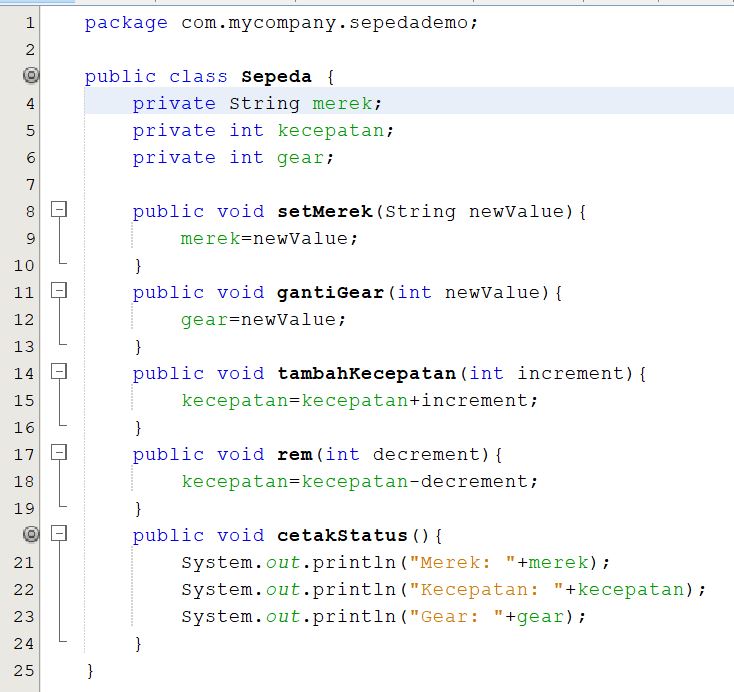 1 package com.mycompany.sepedademo;
2
public class Sepeda {
4 private String merek;
5 private int kecepatan;
6 private int gear;
7
8 public void setMerek(String newValue){
9 merek=newValue;
10 }
11 public void gantiGear(int newValue){
12 gear=newValue;
13 }
14 public void tambahKecepatan(int increment){
15 kecepatan=kecepatan+increment;
16 }
17 public void rem(int decrement){
18 kecepatan=kecepatan-decrement;
19 }
public void cetakStatus(){
21 System.out.println("Merek: "+merek);
22 System.out.println("Kecepatan: "+kecepatan);
23 System.out.println("Gear: "+gear);
24 }
25 }